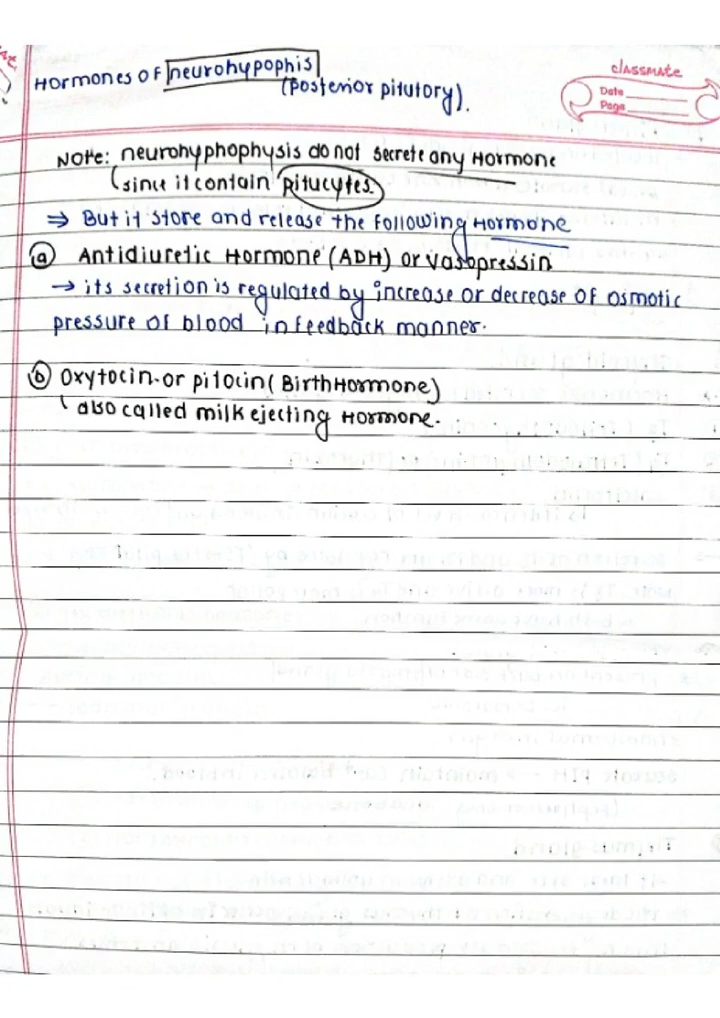 Hormones of neurohypophis
(Posterior pitutory).
classmate
Date
Page
Note: neurohyphophysis do not secrete any Hormone
since it contain Pitucytes.
⇒ But it store and release the following Hormone
(a) Antidiuretic Hormone (ADH) or vasopressin
→ its secretion is regulated by increase or decrease of osmotic
pressure of blood in feedback manner.
(b) Oxytocin or pitocin (Birth Hormone)
also called milk ejecting Hormone.